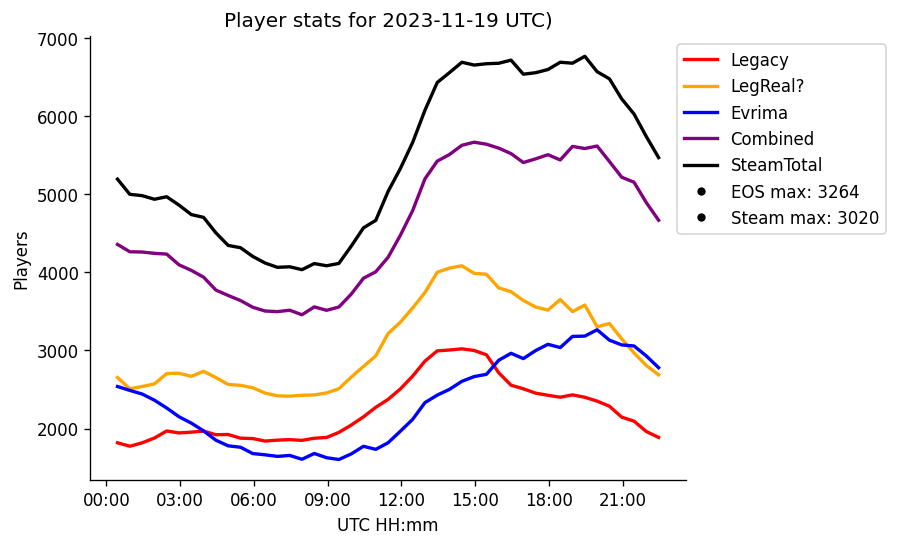 Player stats for 2023-11-19 UTC)
7000
6000
5000
4000
3000
2000
Players
00:00 03:00 06:00 09:00 12:00 15:00 18:00 21:00
UTC HH:mm
Legacy
LegReal?
Evrima
Combined
SteamTotal
EOS max: 3264
Steam max: 3020